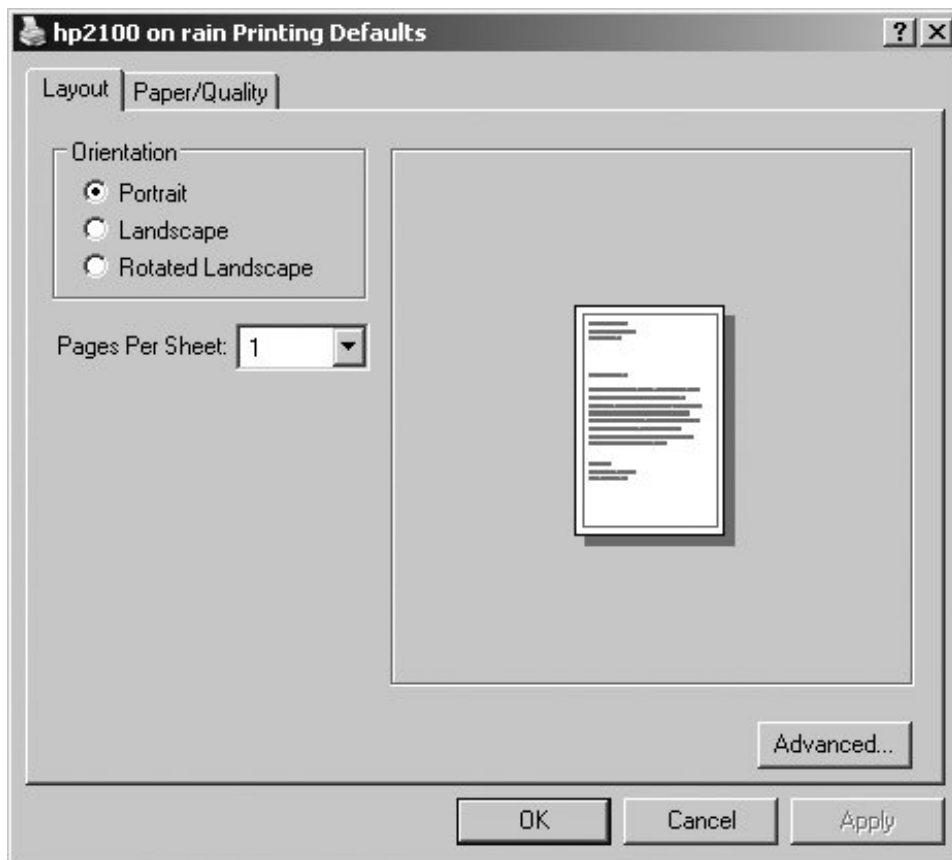 hp2100 on rain Printing Defaults
Layout
Paper/Quality
Orientation
Portrait
Landscape
Rotated Landscape
Pages Per Sheet: 1
Advanced...
OK
Cancel
Apply